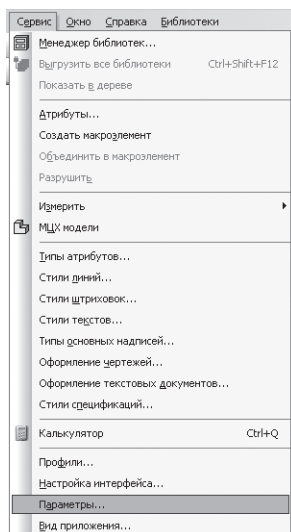 Сервис Окно Справка Библиотеки
Менеджер библиотек...
Выгрузить все библиотеки Ctrl+Shift+F12
Показать в дереве
Атрибуты...
Создать макроэлемент
Объединить в макроэлемент
Разрушить
Измерить
МЦХ модели
Типы атрибутов...
Стили линий...
Стили штриховок...
Стили текстов...
Типы основных надписей...
Оформление чертежей...
Оформление текстовых документов...
Стили спецификаций...
Калькулятор Ctrl+Q
Профили...
Настройка интерфейса...
Параметры...
Вид приложения...